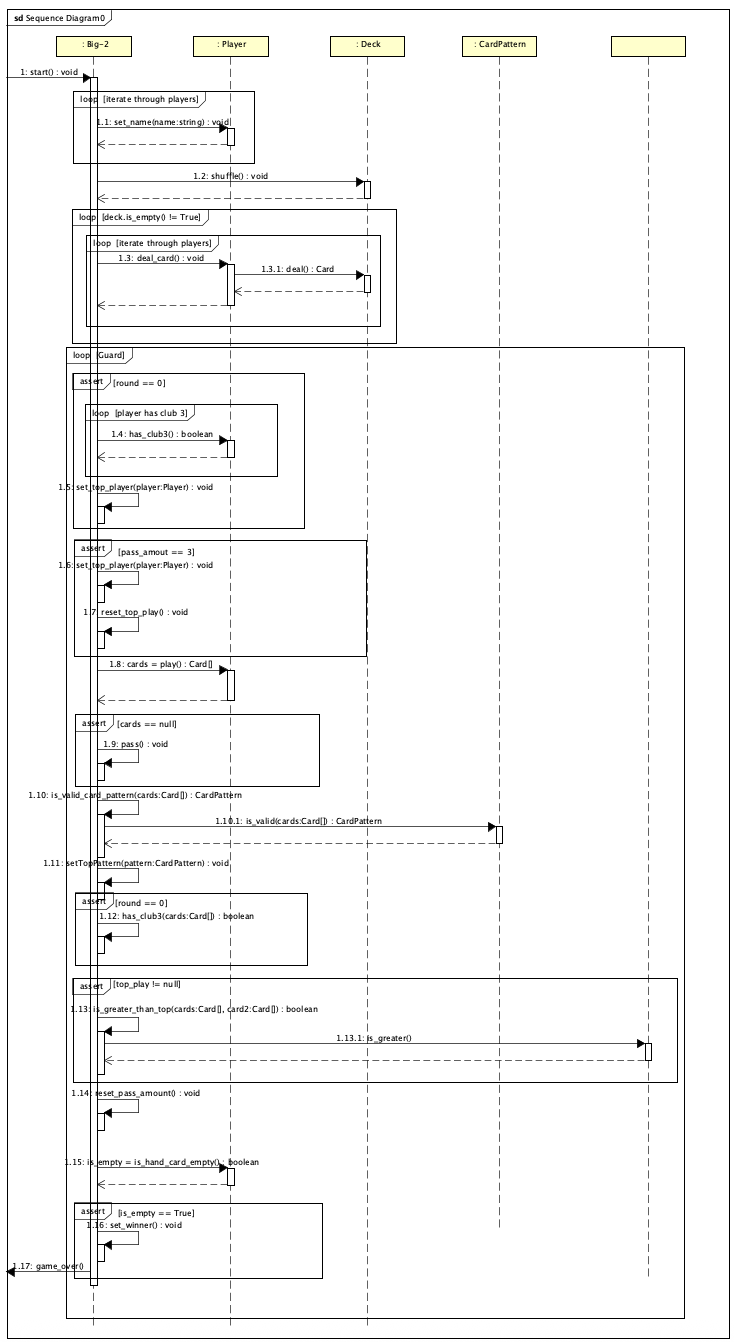 sd Sequence Diagram0
: Big-2
: Player
: Deck
: CardPattern
1: start() : void
loop [iterate through players]
1.1: set_name(name:string) : void
1.2: shuffle() : void
loop [deck.is_empty() != True]
loop [iterate through players]
1.3: deal_card() : void
1.3.1: deal() : Card
loop [Guard]
assert [round == 0]
loop [player has club 3]
1.4: has_club3() : boolean
1.5: set_top_player(player:Player) : void
assert [pass_amout == 3]
1.6: set_top_player(player:Player) : void
1.7: reset_top_play() : void
1.8: cards = play() : Card[]
assert [cards == null]
1.9: pass() : void
1.10: is_valid_card_pattern(cards:Card[]) : CardPattern
1.10.1: is_valid(cards:Card[]) : CardPattern
1.11: setTopPattern(pattern:CardPattern) : void
assert [round == 0]
1.12: has_club3(cards:Card[]) : boolean
assert [top_play != null]
1.13: is_greater_than_top(cards:Card[], card2:Card[]) : boolean
1.13.1: is_greater()
1.14: reset_pass_amount() : void
1.15: is_empty = is_hand_card_empty() : boolean
assert [is_empty == True]
1.16: set_winner() : void
1.17: game_over()